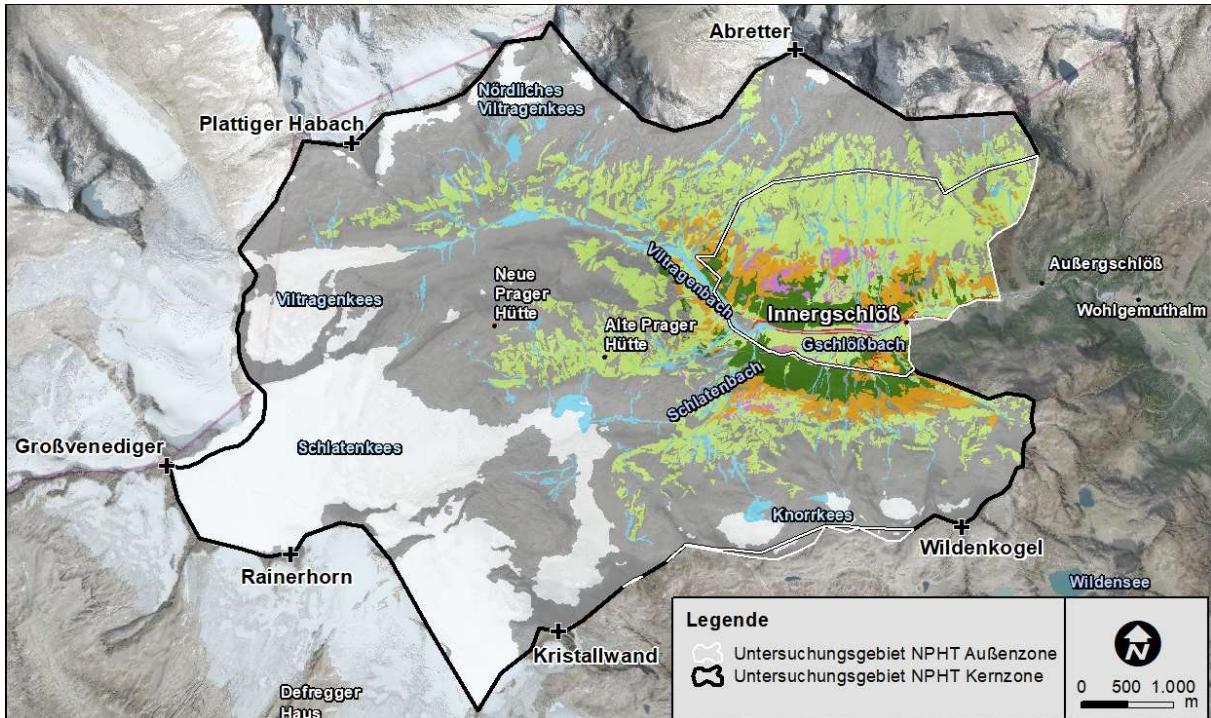 Abretter
Nördliches
Viltragenkees
Plattiger Habach
Viltragenbach
Außergschlöß
Neue
Prager
Hütte
Viltragenkees
Wohlgemuthalm
Innergschlöß
Alte Prager
Hütte
Gschlößbach
Schlatenbach
Großvenediger
Schlatenkees
Knorrkees
Wildenkogel
Rainerhorn
Wildensee
Kristallwand
Defregger
Haus
Legende
Untersuchungsgebiet NPHT Außenzone
Untersuchungsgebiet NPHT Kernzone
N
0 500 1.000
m